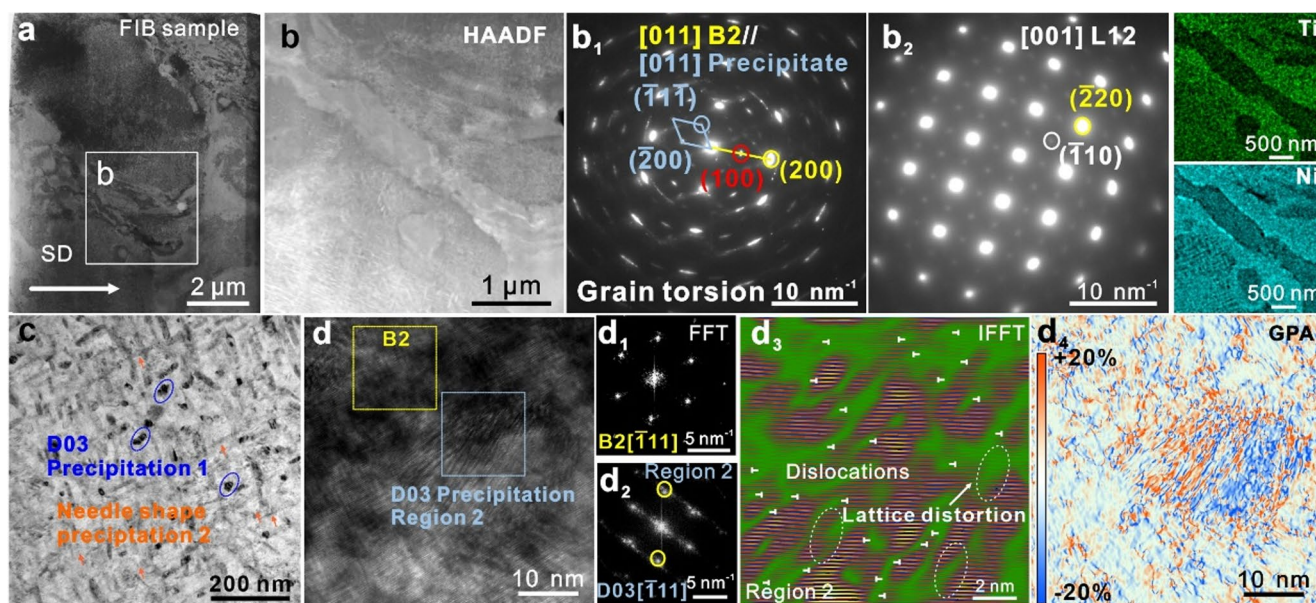 a
FIB sample
b
SD
2 µm
b
HAADF
1 µm
b1
[011] B2//
[011] Precipitate
(1̄11̄)
(2̄00)
(100)
(200)
Grain torsion
10 nm-1
b2
[001] L12
(2̄20)
(1̄10)
10 nm-1
500 nm
500 nm
c
D03
Precipitation 1
Needle shape
preciptation 2
200 nm
d
B2
D03 Precipitation
Region 2
10 nm
d1
FFT
B2[1̄11]
5 nm-1
Region 2
d2
D03[1̄11]
5 nm-1
d3
IFFT
Dislocations
Lattice distortion
Region 2
2 nm
d4
GPA
+20%
-20%
10 nm